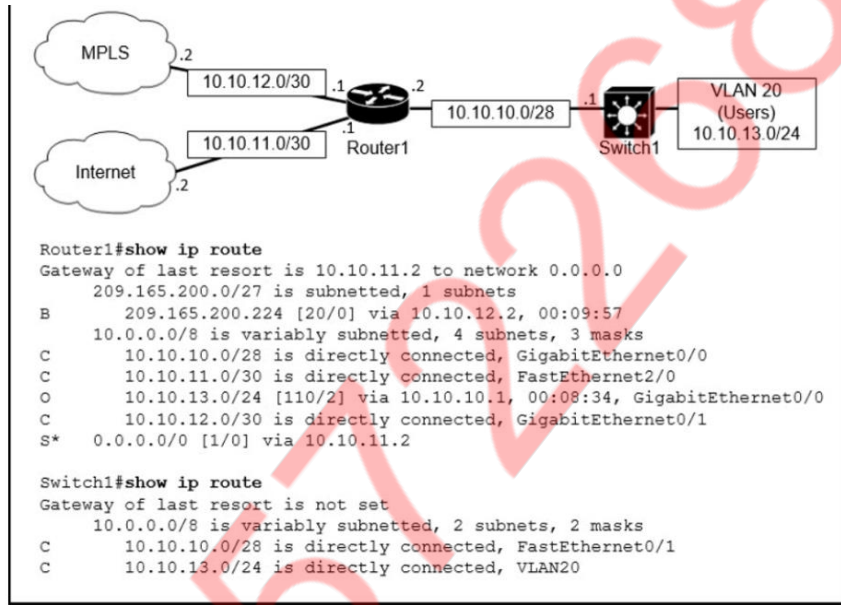 MPLS
.2
10.10.12.0/30
.1
.2
10.10.10.0/28
.1
VLAN 20
(Users)
10.10.13.0/24
.1
10.10.11.0/30
Router1
Switch1
Internet
.2
Router1#show ip route
Gateway of last resort is 10.10.11.2 to network 0.0.0.0
209.165.200.0/27 is subnetted, 1 subnets
B 209.165.200.224 [20/0] via 10.10.12.2, 00:09:57
10.0.0.0/8 is variably subnetted, 4 subnets, 3 masks
C 10.10.10.0/28 is directly connected, GigabitEthernet0/0
C 10.10.11.0/30 is directly connected, FastEthernet2/0
O 10.10.13.0/24 [110/2] via 10.10.10.1, 00:08:34, GigabitEthernet0/0
C 10.10.12.0/30 is directly connected, GigabitEthernet0/1
S* 0.0.0.0/0 [1/0] via 10.10.11.2
Switch1#show ip route
Gateway of last resort is not set
10.0.0.0/8 is variably subnetted, 2 subnets, 2 masks
C 10.10.10.0/28 is directly connected, FastEthernet0/1
C 10.10.13.0/24 is directly connected, VLAN20